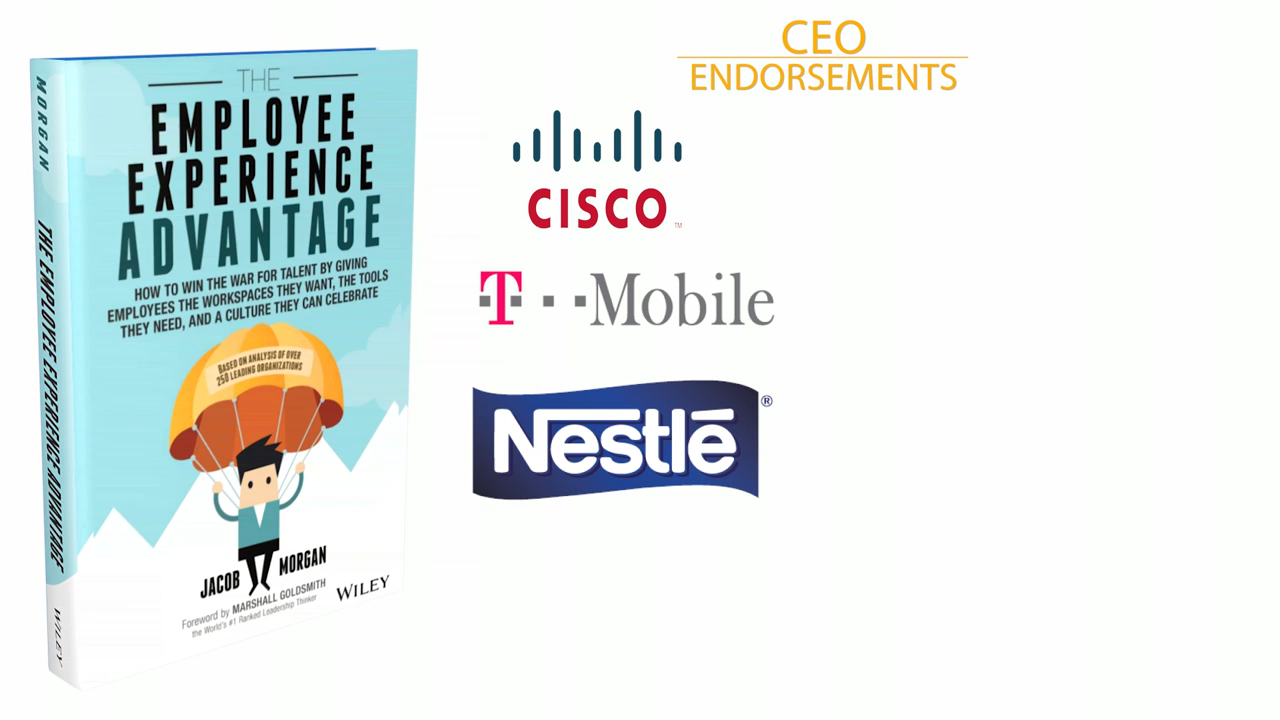 MORGAN
THE EMPLOYEE EXPERIENCE ADVANTAGE
WILEY
THE
EMPLOYEE
EXPERIENCE
ADVANTAGE
HOW TO WIN THE WAR FOR TALENT BY GIVING
EMPLOYEES THE WORKSPACES THEY WANT, THE TOOLS
THEY NEED, AND A CULTURE THEY CAN CELEBRATE
BASED ON ANALYSIS OF OVER
250 LEADING ORGANIZATIONS
JACOB MORGAN
Foreword by MARSHALL GOLDSMITH
the World's #1 Ranked Leadership Thinker
WILEY
CEO
ENDORSEMENTS
CISCO TM
T Mobile
Nestlé ®